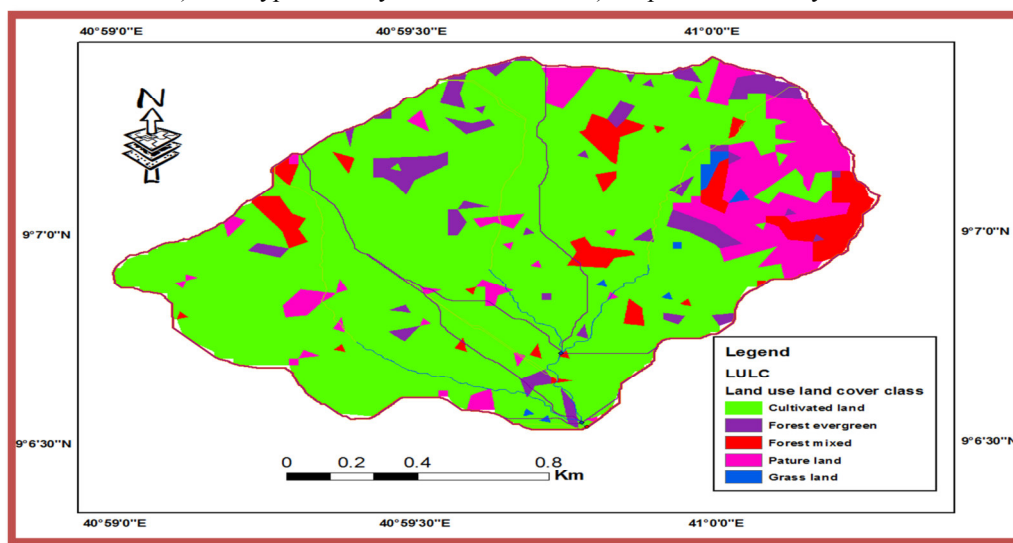 40°59'0"E 40°59'30"E 41°0'0"E
N
9°7'0"N 9°7'0"N
Legend
LULC
Land use land cover class
Cultivated land
Forest evergreen
Forest mixed
Pature land
Grass land
9°6'30"N 9°6'30"N
0 0.2 0.4 0.8
Km
40°59'0"E 40°59'30"E 41°0'0"E